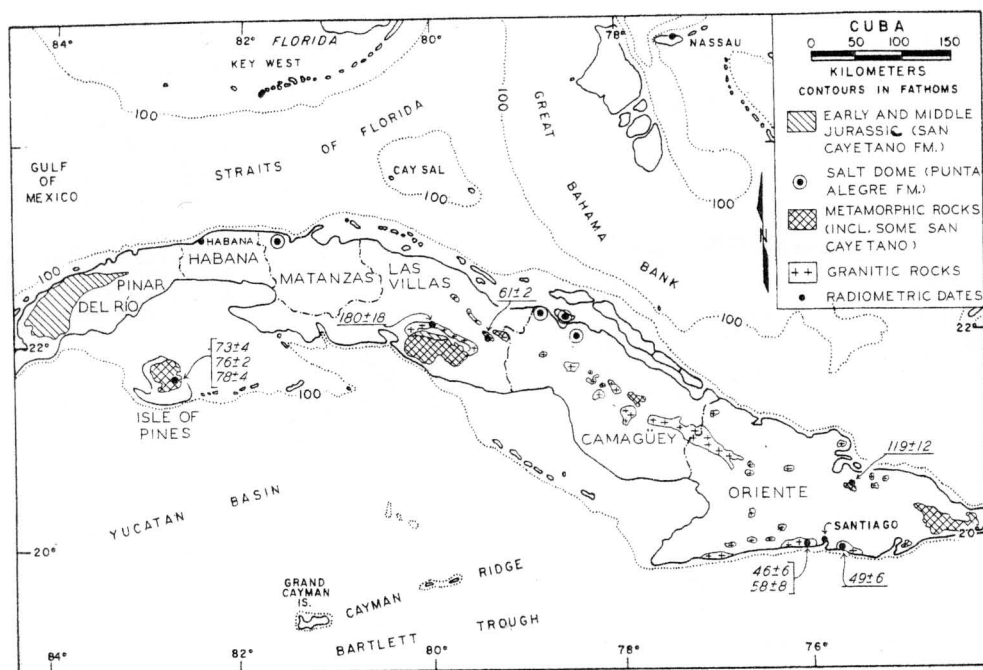 84°
82°
80°
78°
FLORIDA
KEY WEST
NASSAU
100
100
GREAT
BAHAMA
BANK
STRAITS OF FLORIDA
CAY SAL
100
100
GULF
OF
MEXICO
CUBA
0 50 100 150
KILOMETERS
CONTOURS IN FATHOMS
EARLY AND MIDDLE
JURASSIC (SAN
CAYETANO FM.)
SALT DOME (PUNTA
ALEGRE FM.)
METAMORPHIC ROCKS
(INCL. SOME SAN
CAYETANO)
GRANITIC ROCKS
RADIOMETRIC DATES
N
100
HABANA
HABANA
PINAR
DEL RÍO
MATANZAS
LAS
VILLAS
61±2
180±18
100
22°
22°
73±4
76±2
78±4
100
ISLE OF
PINES
CAMAGÜEY
119±12
ORIENTE
YUCATAN BASIN
SANTIAGO
20°
20°
46±6
58±8
49±6
GRAND
CAYMAN
IS.
CAYMAN RIDGE
BARTLETT TROUGH
84°
82°
80°
78°
76°